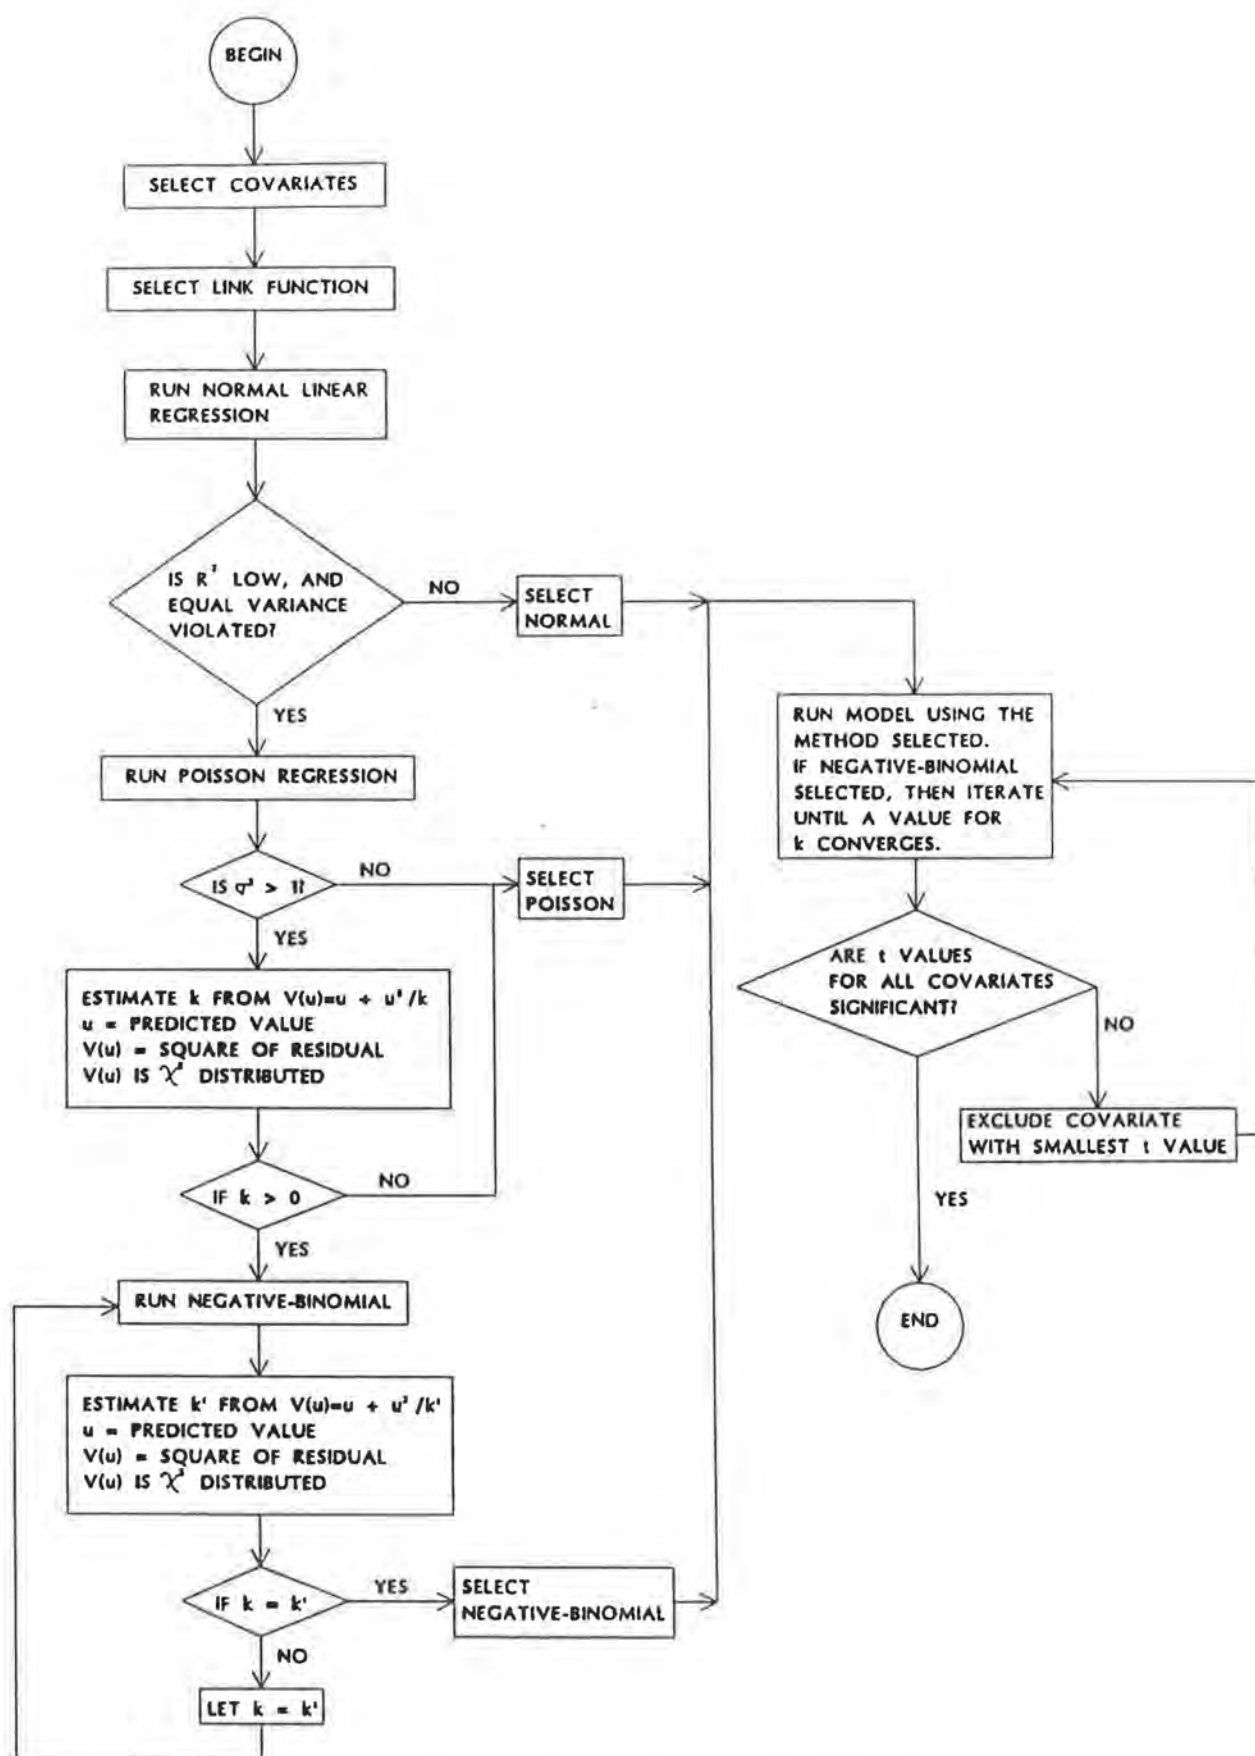 BEGIN
SELECT COVARIATES
SELECT LINK FUNCTION
RUN NORMAL LINEAR
REGRESSION
IS R² LOW, AND
EQUAL VARIANCE
VIOLATED?
NO
SELECT
NORMAL
YES
RUN POISSON REGRESSION
IS σ² > 1?
NO
SELECT
POISSON
YES
ESTIMATE k FROM V(u)=u + u²/k
u = PREDICTED VALUE
V(u) = SQUARE OF RESIDUAL
V(u) IS χ² DISTRIBUTED
IF k > 0
NO
YES
RUN NEGATIVE-BINOMIAL
ESTIMATE k' FROM V(u)=u + u²/k'
u = PREDICTED VALUE
V(u) = SQUARE OF RESIDUAL
V(u) IS χ² DISTRIBUTED
IF k = k'
YES
SELECT
NEGATIVE-BINOMIAL
NO
LET k = k'
RUN MODEL USING THE
METHOD SELECTED.
IF NEGATIVE-BINOMIAL
SELECTED, THEN ITERATE
UNTIL A VALUE FOR
k CONVERGES.
ARE t VALUES
FOR ALL COVARIATES
SIGNIFICANT?
NO
EXCLUDE COVARIATE
WITH SMALLEST t VALUE
YES
END